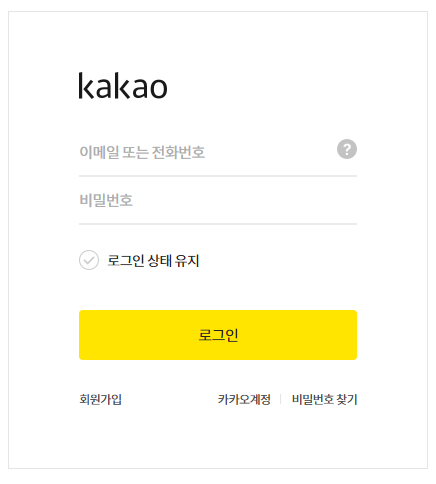 kakao
이메일 또는 전화번호 ?
비밀번호
로그인 상태 유지
로그인
회원가입 카카오계정 비밀번호 찾기